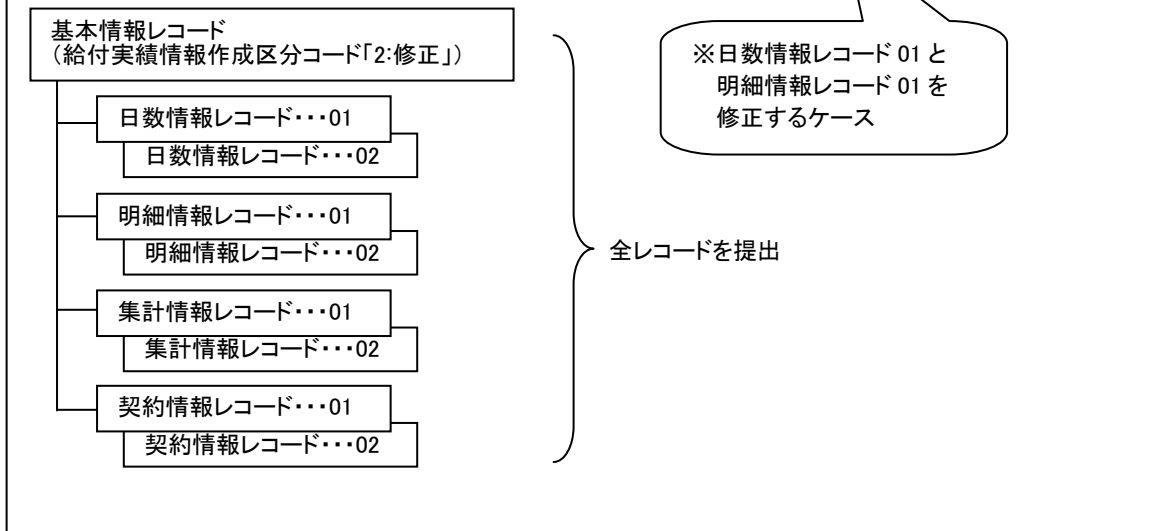 基本情報レコード
（給付実績情報作成区分コード「2:修正」）
日数情報レコード・・・01
日数情報レコード・・・02
明細情報レコード・・・01
明細情報レコード・・・02
集計情報レコード・・・01
集計情報レコード・・・02
契約情報レコード・・・01
契約情報レコード・・・02
全レコードを提出
※日数情報レコード 01 と
明細情報レコード 01 を
修正するケース